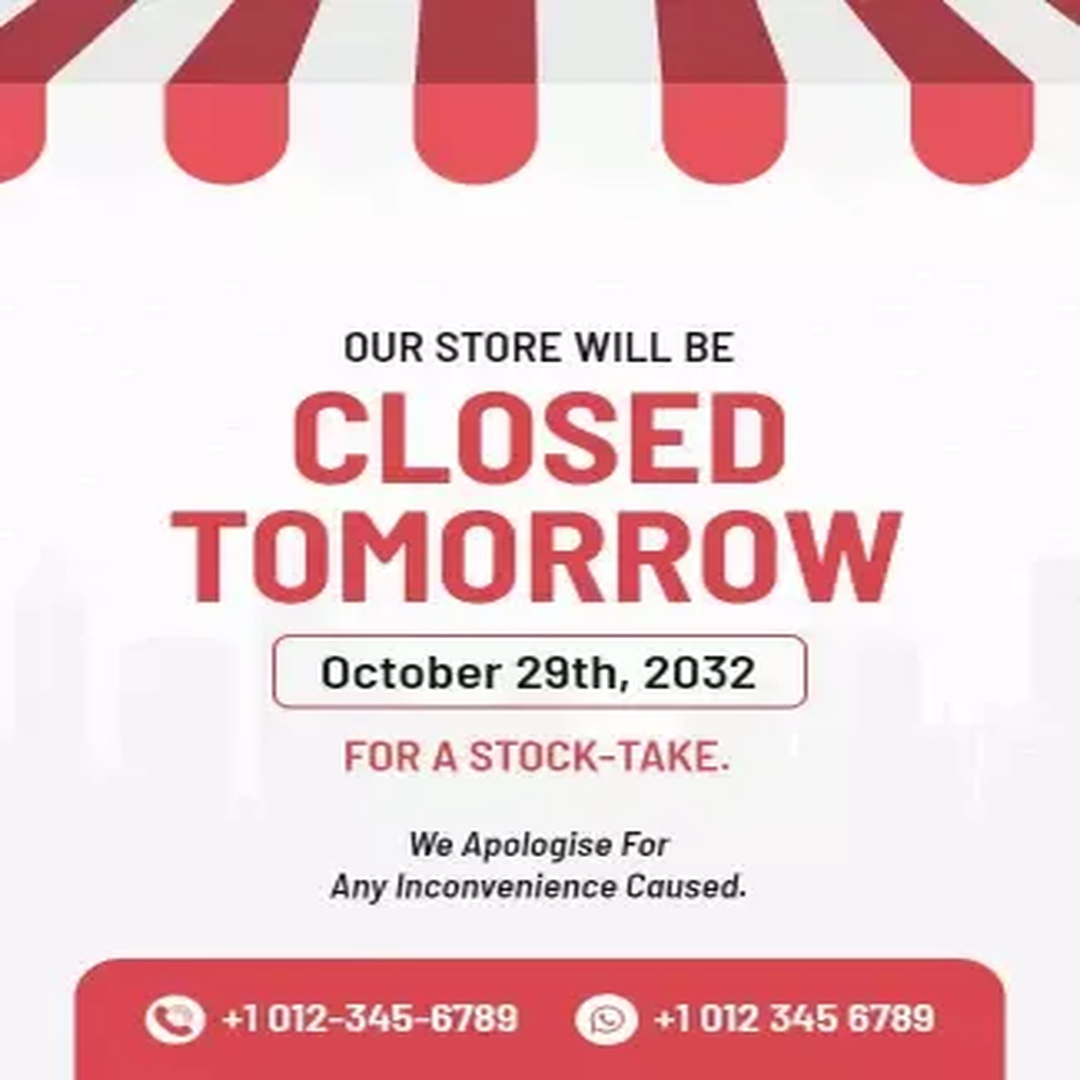 OUR STORE WILL BE
CLOSED
TOMORROW
October 29th, 2032
FOR A STOCK-TAKE.
We Apologise For
Any Inconvenience Caused.
+1 012-345-6789
+1 012 345 6789